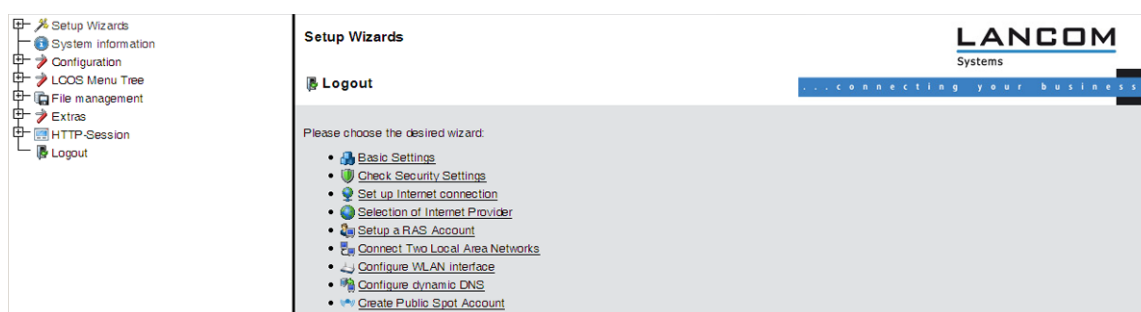 Setup Wizards
System information
Configuration
LCOS Menu Tree
File management
Extras
HTTP-Session
Logout
Setup Wizards
LANCOM
Systems
Logout
...connecting your business
Please choose the desired wizard:
Basic Settings
Check Security Settings
Set up Internet connection
Selection of Internet Provider
Setup a RAS Account
Connect Two Local Area Networks
Configure WLAN interface
Configure dynamic DNS
Create Public Spot Account